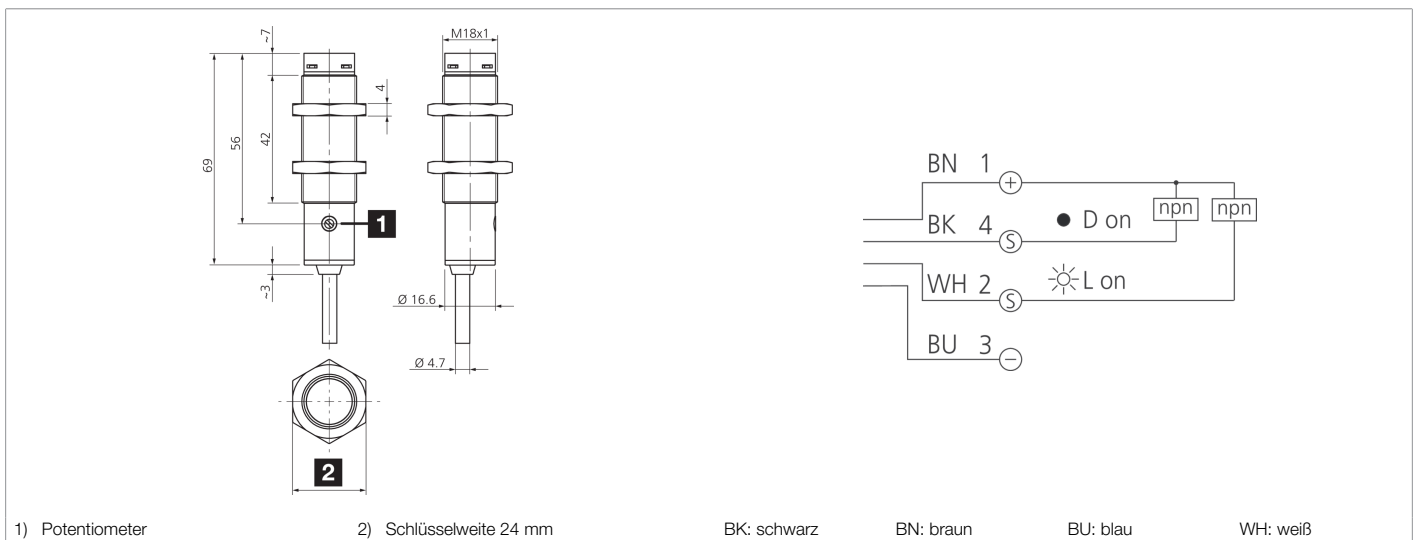 ~7
M18x1
4
42
56
69
1
~3
Ø 16.6
Ø 4.7
2
BN 1 +
npn npn
BK 4 S D on
WH 2 S L on
BU 3 −
1) Potentiometer 2) Schlüsselweite 24 mm BK: schwarz BN: braun BU: blau WH: weiß